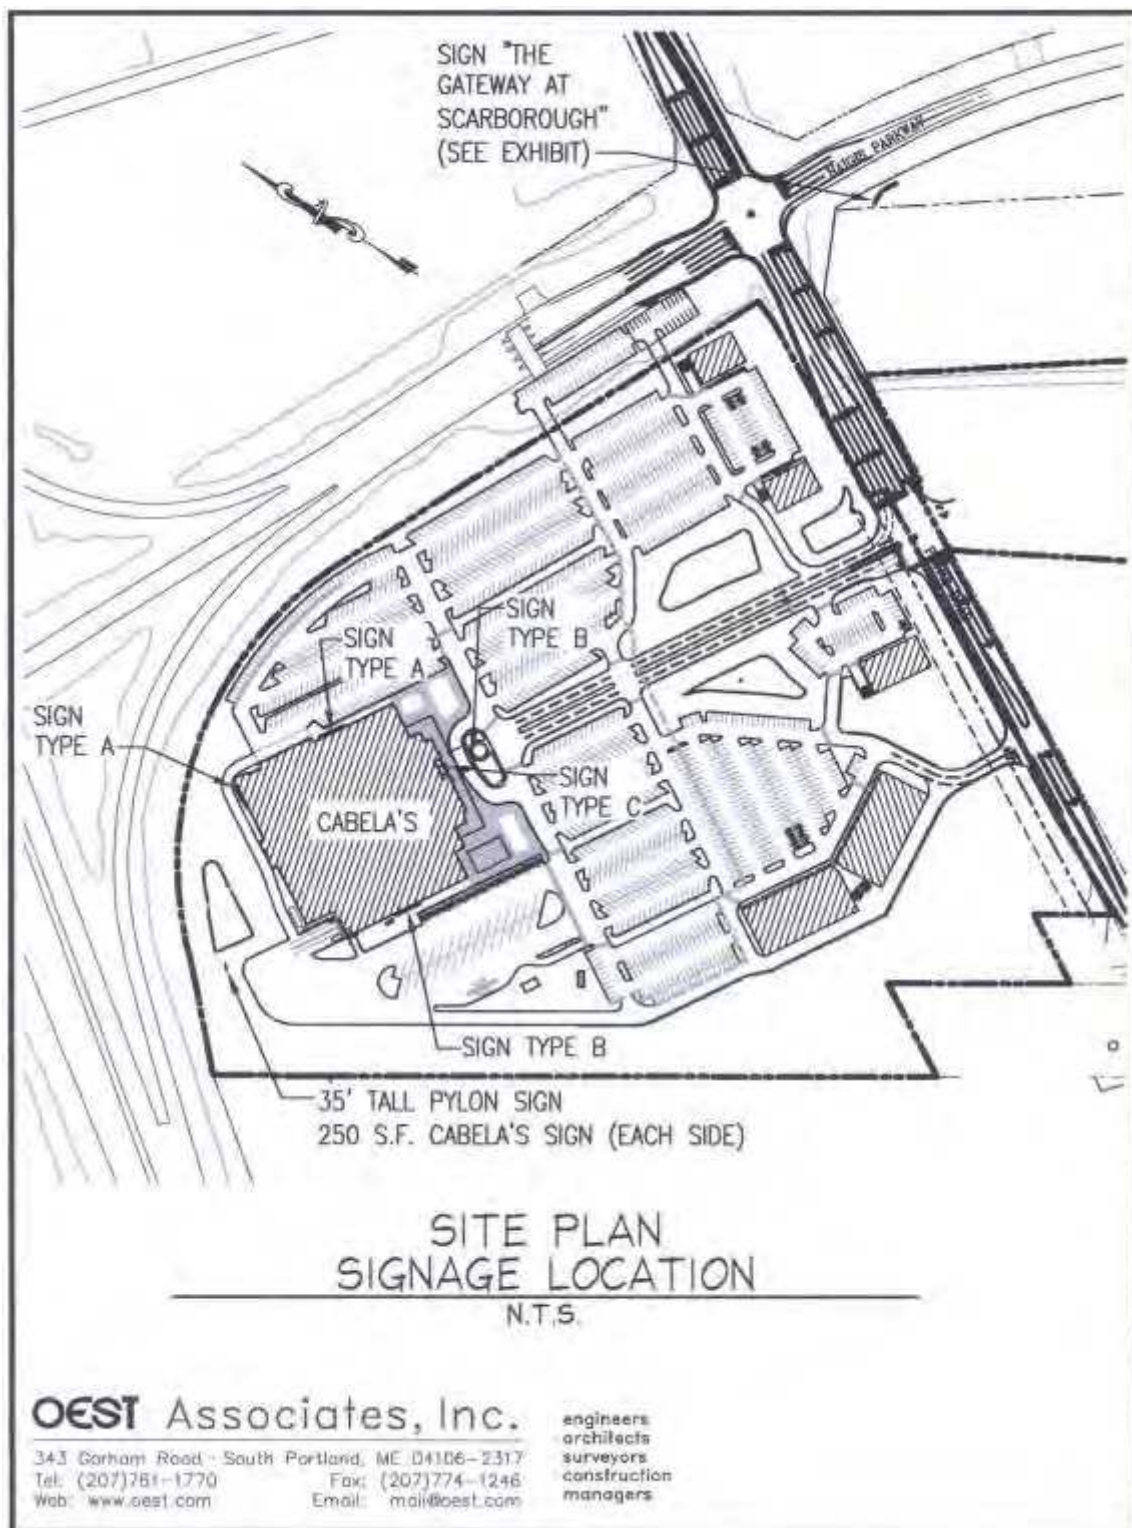 SIGN "THE
GATEWAY AT
SCARBOROUGH"
(SEE EXHIBIT)
HAIGIS PARKWAY
SIGN
TYPE B
SIGN
TYPE A
SIGN
TYPE A
SIGN
TYPE C
CABELA'S
SIGN TYPE B
35' TALL PYLON SIGN
250 S.F. CABELA'S SIGN (EACH SIDE)
SITE PLAN
SIGNAGE LOCATION
N.T.S.
OEST Associates, Inc.
343 Gorham Road · South Portland, ME 04106-2317
Tel: (207)761-1770 Fax: (207)774-1246
Web: www.oest.com Email: mail@oest.com
engineers
architects
surveyors
construction
managers